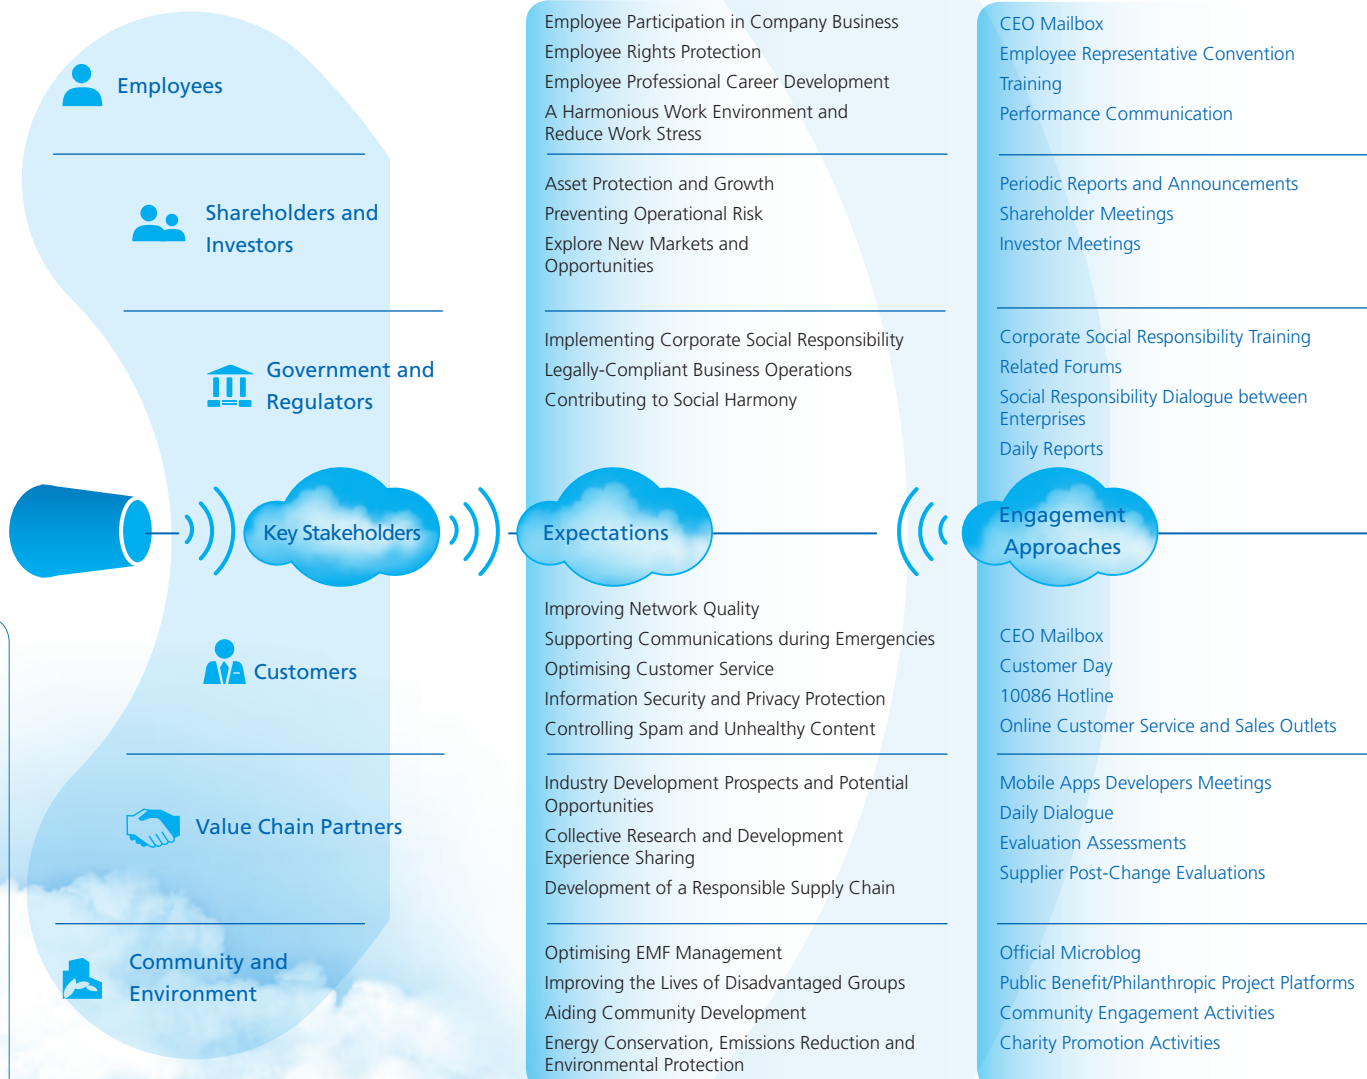 Employees
Employee Participation in Company Business
Employee Rights Protection
Employee Professional Career Development
A Harmonious Work Environment and
Reduce Work Stress
CEO Mailbox
Employee Representative Convention
Training
Performance Communication
Shareholders and
Investors
Asset Protection and Growth
Preventing Operational Risk
Explore New Markets and
Opportunities
Periodic Reports and Announcements
Shareholder Meetings
Investor Meetings
Government and
Regulators
Implementing Corporate Social Responsibility
Legally-Compliant Business Operations
Contributing to Social Harmony
Corporate Social Responsibility Training
Related Forums
Social Responsibility Dialogue between
Enterprises
Daily Reports
Key Stakeholders
Expectations
Engagement
Approaches
Customers
Improving Network Quality
Supporting Communications during Emergencies
Optimising Customer Service
Information Security and Privacy Protection
Controlling Spam and Unhealthy Content
CEO Mailbox
Customer Day
10086 Hotline
Online Customer Service and Sales Outlets
Value Chain Partners
Industry Development Prospects and Potential
Opportunities
Collective Research and Development
Experience Sharing
Development of a Responsible Supply Chain
Mobile Apps Developers Meetings
Daily Dialogue
Evaluation Assessments
Supplier Post-Change Evaluations
Community and
Environment
Optimising EMF Management
Improving the Lives of Disadvantaged Groups
Aiding Community Development
Energy Conservation, Emissions Reduction and
Environmental Protection
Official Microblog
Public Benefit/Philanthropic Project Platforms
Community Engagement Activities
Charity Promotion Activities